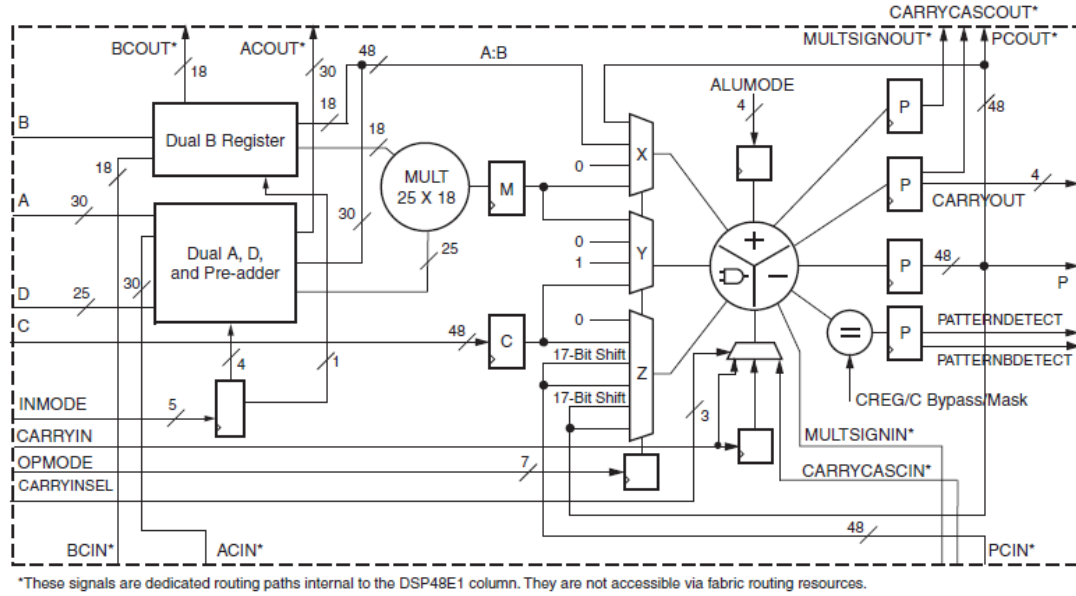 CARRYCASCOUT*
BCOUT* ACOUT* MULTSIGNOUT* PCOUT*
48 A:B
18 30
ALUMODE
4 48
18
B Dual B Register 18 P
18 MULT 25 X 18 0 X
A 30 M P 4
CARRYOUT
30
Dual A, D, and Pre-adder 25 0 Y + P 48
1 − P
D 25 30
C 48 C 0 = P PATTERNDETECT
17-Bit Shift Z PATTERNBDETECT
4 1 17-Bit Shift
INMODE 5 3 CREG/C Bypass/Mask
CARRYIN MULTSIGNIN*
OPMODE 7 CARRYCASCIN*
CARRYINSEL
48
BCIN* ACIN* PCIN*
*These signals are dedicated routing paths internal to the DSP48E1 column. They are not accessible via fabric routing resources.